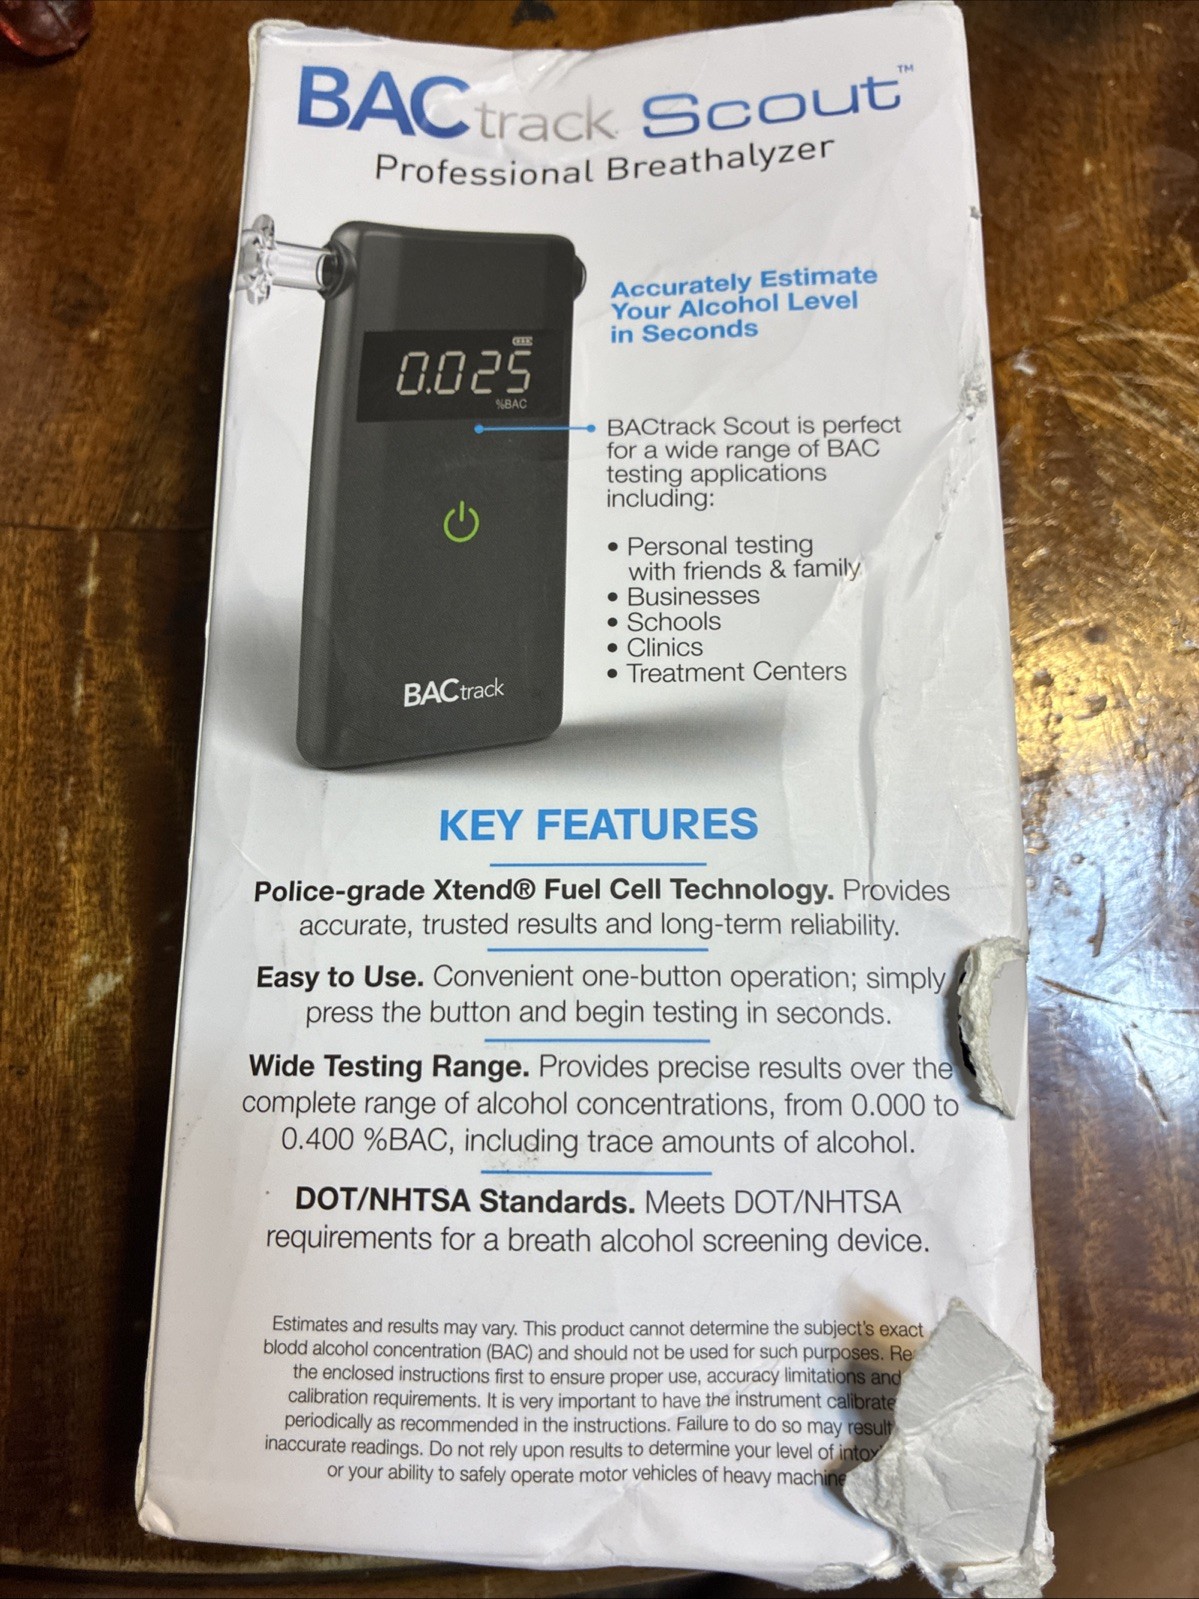 BACtrack Scout™
Professional Breathalyzer
0.025
%BAC
BACtrack
Accurately Estimate
Your Alcohol Level
in Seconds
BACtrack Scout is perfect
for a wide range of BAC
testing applications
including:
• Personal testing
with friends & family
• Businesses
• Schools
• Clinics
• Treatment Centers
KEY FEATURES
Police-grade Xtend® Fuel Cell Technology. Provides
accurate, trusted results and long-term reliability.
Easy to Use. Convenient one-button operation; simply
press the button and begin testing in seconds.
Wide Testing Range. Provides precise results over the
complete range of alcohol concentrations, from 0.000 to
0.400 %BAC, including trace amounts of alcohol.
DOT/NHTSA Standards. Meets DOT/NHTSA
requirements for a breath alcohol screening device.
Estimates and results may vary. This product cannot determine the subject's exact
blodd alcohol concentration (BAC) and should not be used for such purposes.
the enclosed instructions first to ensure proper use, accuracy limitations and
calibration requirements. It is very important to have the instrument
periodically as recommended in the instructions. Failure to do so may result
inaccurate readings. Do not rely upon results to determine your level of
or your ability to safely operate motor vehicles of heavy